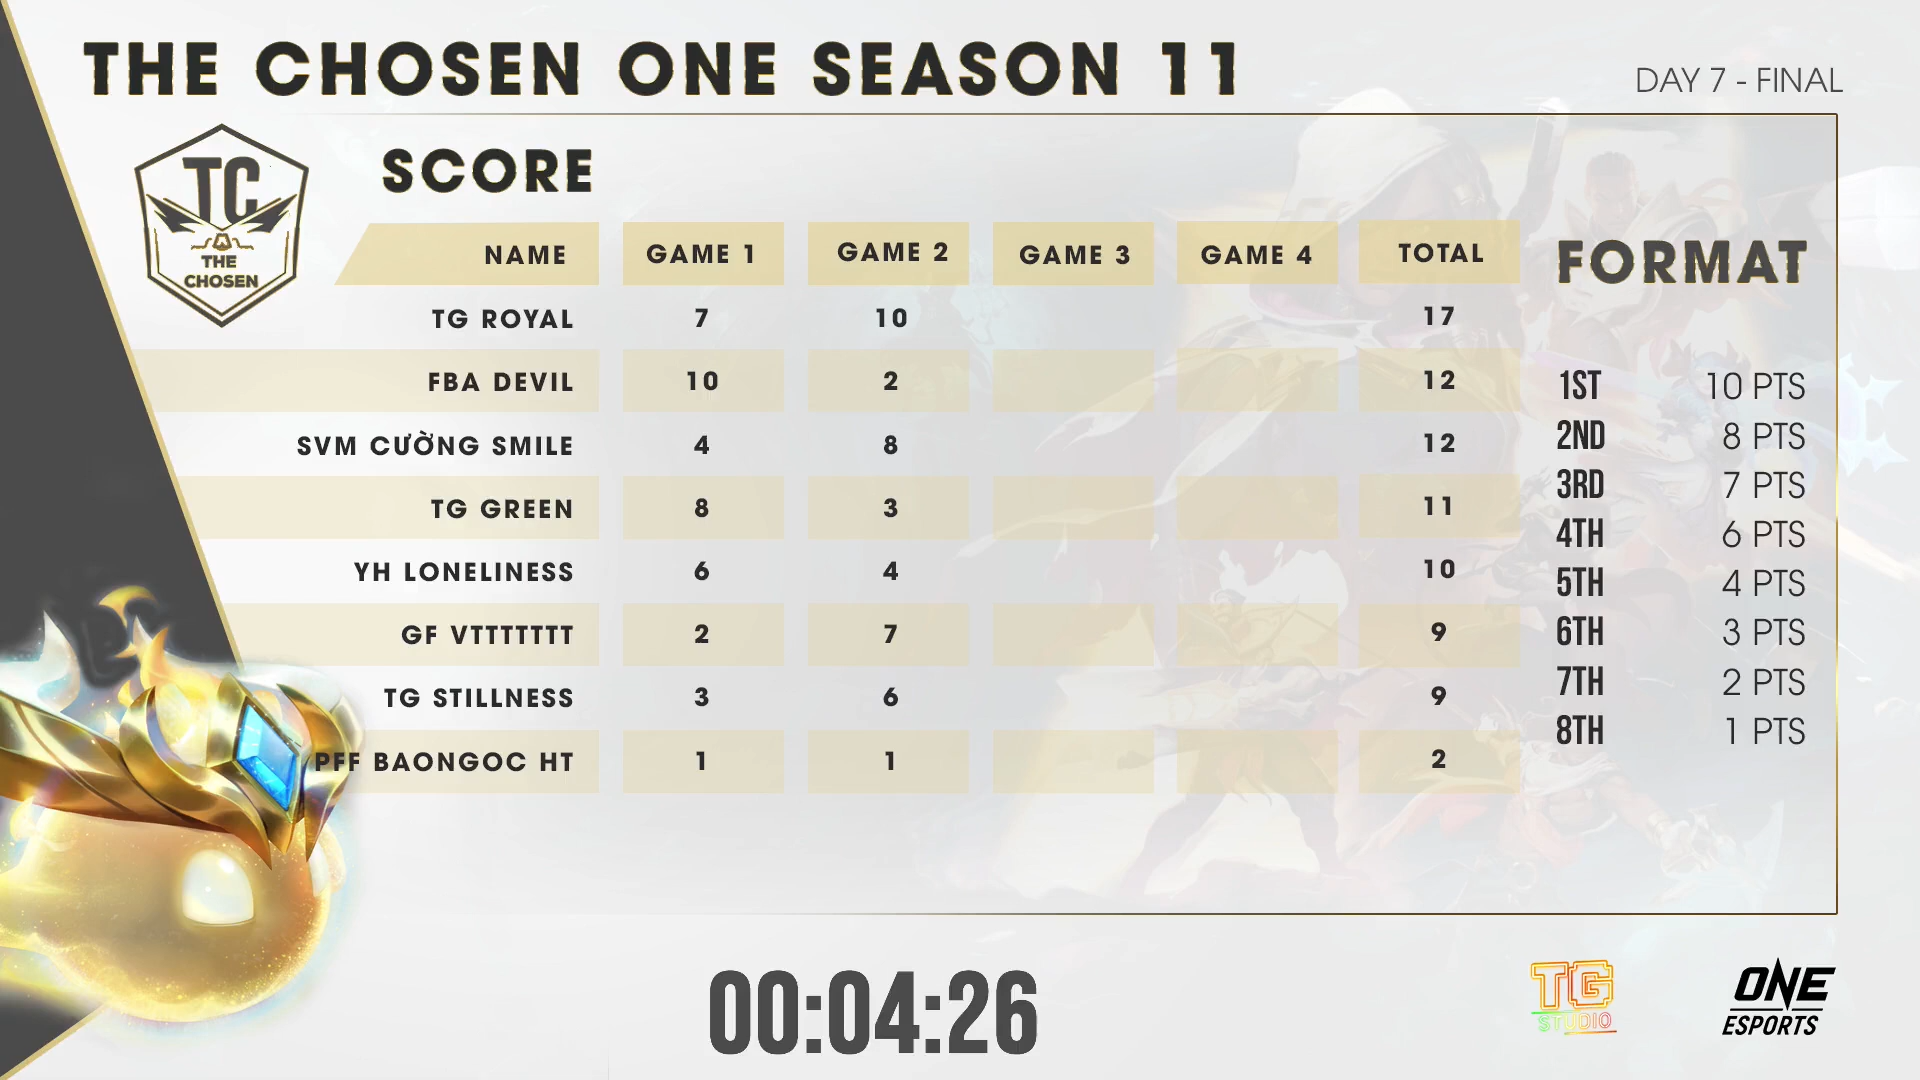 THE CHOSEN ONE SEASON 11
DAY 7 - FINAL
TC
THE
CHOSEN
SCORE
NAME GAME 1 GAME 2 GAME 3 GAME 4 TOTAL
TG ROYAL 7 10 17
FBA DEVIL 10 2 12
SVM CƯỜNG SMILE 4 8 12
TG GREEN 8 3 11
YH LONELINESS 6 4 10
GF VTTTTTTT 2 7 9
TG STILLNESS 3 6 9
PFF BAONGOC HT 1 1 2
FORMAT
1ST 10 PTS
2ND 8 PTS
3RD 7 PTS
4TH 6 PTS
5TH 4 PTS
6TH 3 PTS
7TH 2 PTS
8TH 1 PTS
00:04:26
TG
STUDIO
ONE
ESPORTS